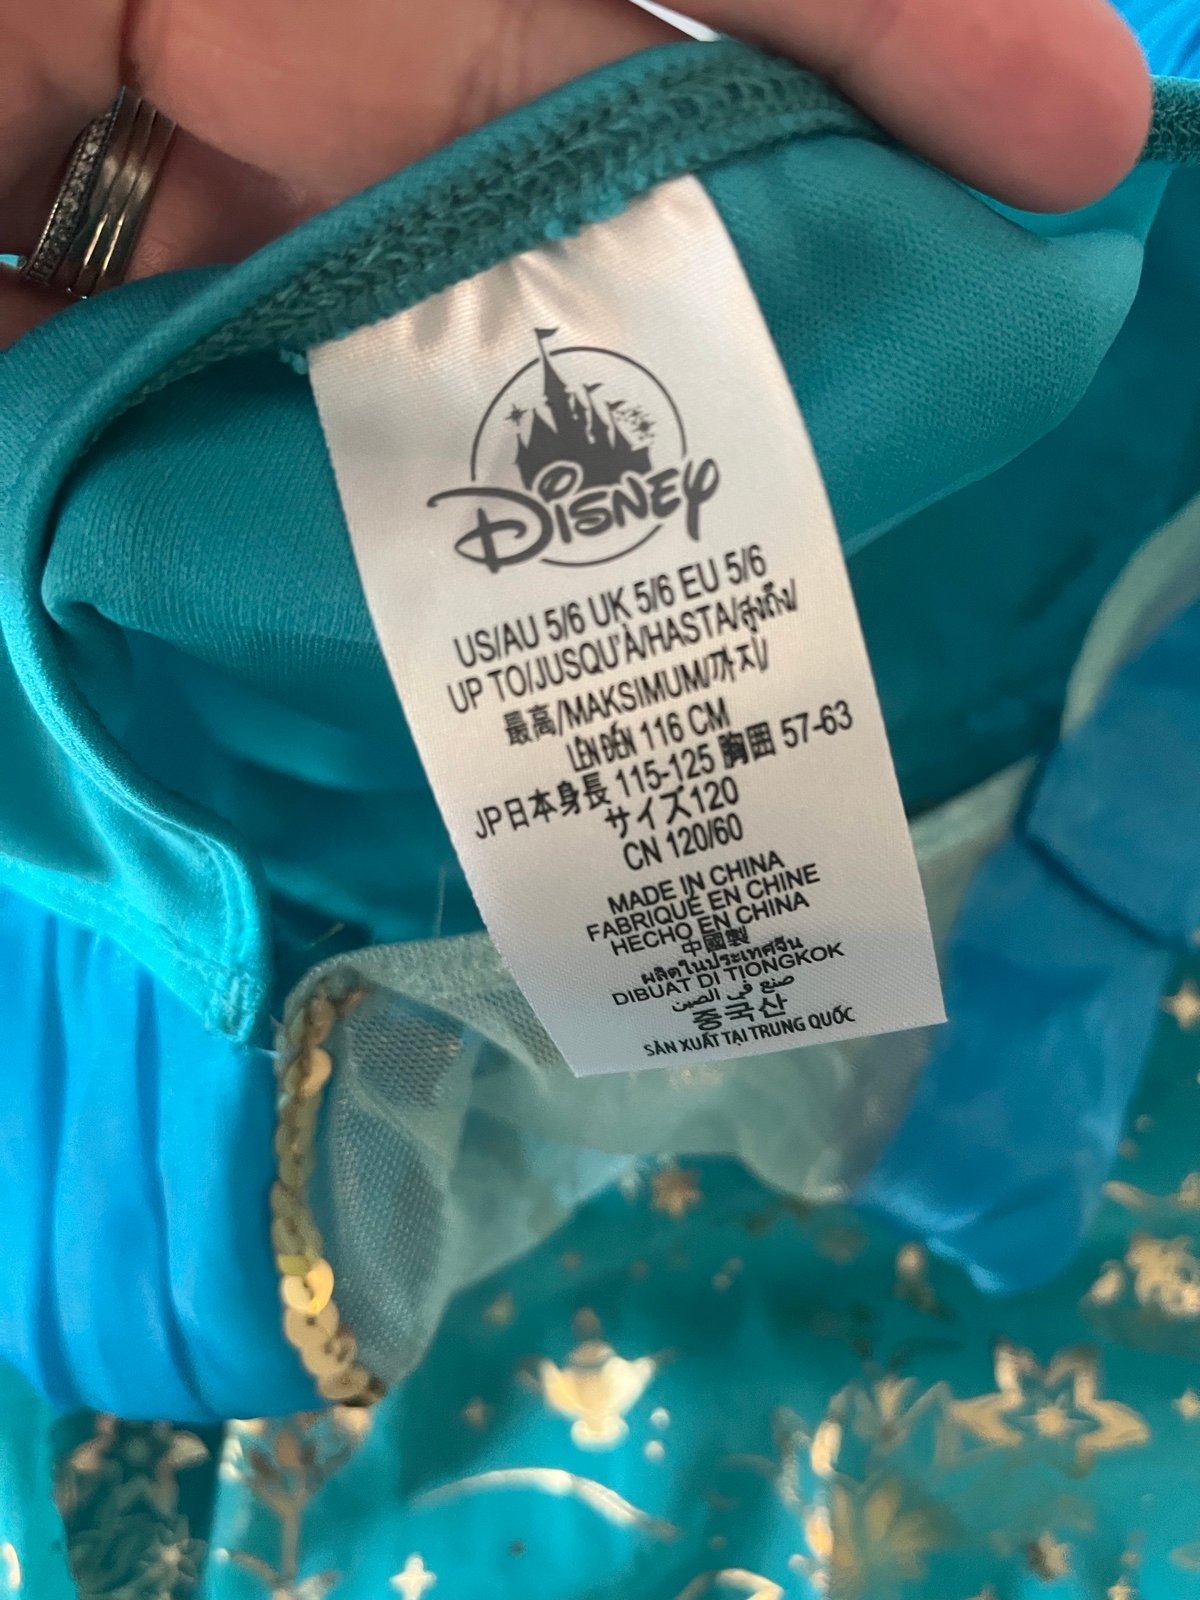 Disney
US/AU 5/6 UK 5/6 EU 5/6
UP TO/JUSQU'À/HASTA/สูงถึง/
最高/MAKSIMUM/까지/
LÊN ĐẾN 116 CM
JP日本身長 115-125 胸囲 57-63
サイズ120
CN 120/60
MADE IN CHINA
FABRIQUÉ EN CHINE
HECHO EN CHINA
中國製
ผลิตในประเทศจีน
DIBUAT DI TIONGKOK
صنع في الصين
중국산
SẢN XUẤT TẠI TRUNG QUỐC